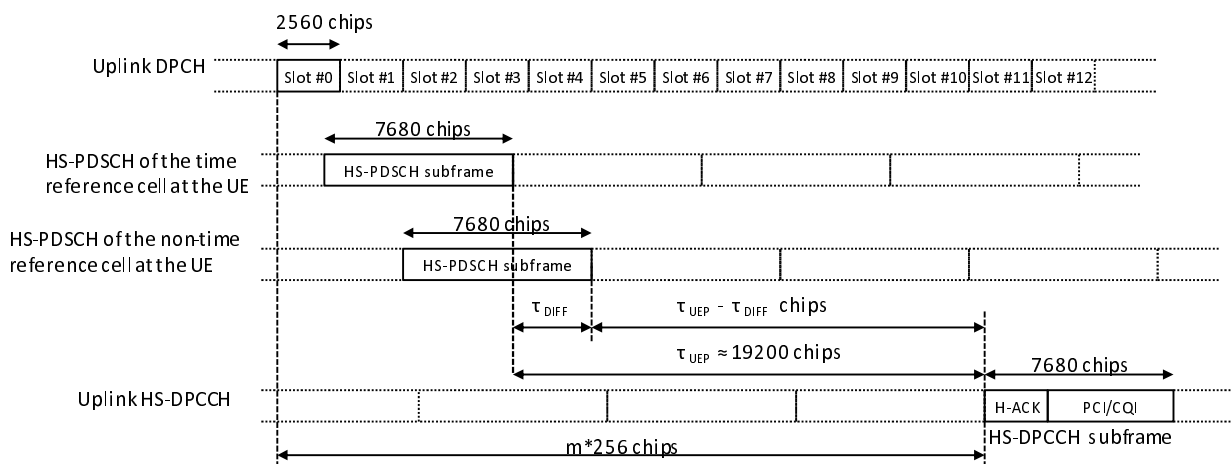 2560 chips
Uplink DPCH
Slot #0 Slot #1 Slot #2 Slot #3 Slot #4 Slot #5 Slot #6 Slot #7 Slot #8 Slot #9 Slot #10 Slot #11 Slot #12
7680 chips
HS-PDSCH of the time
reference cell at the UE
HS-PDSCH subframe
7680 chips
HS-PDSCH of the non-time
reference cell at the UE
HS-PDSCH subframe
τ DIFF
τ UEP - τ DIFF chips
τ UEP ≈ 19200 chips
7680 chips
Uplink HS-DPCCH
H-ACK PCI/CQI
HS-DPCCH subframe
m*256 chips